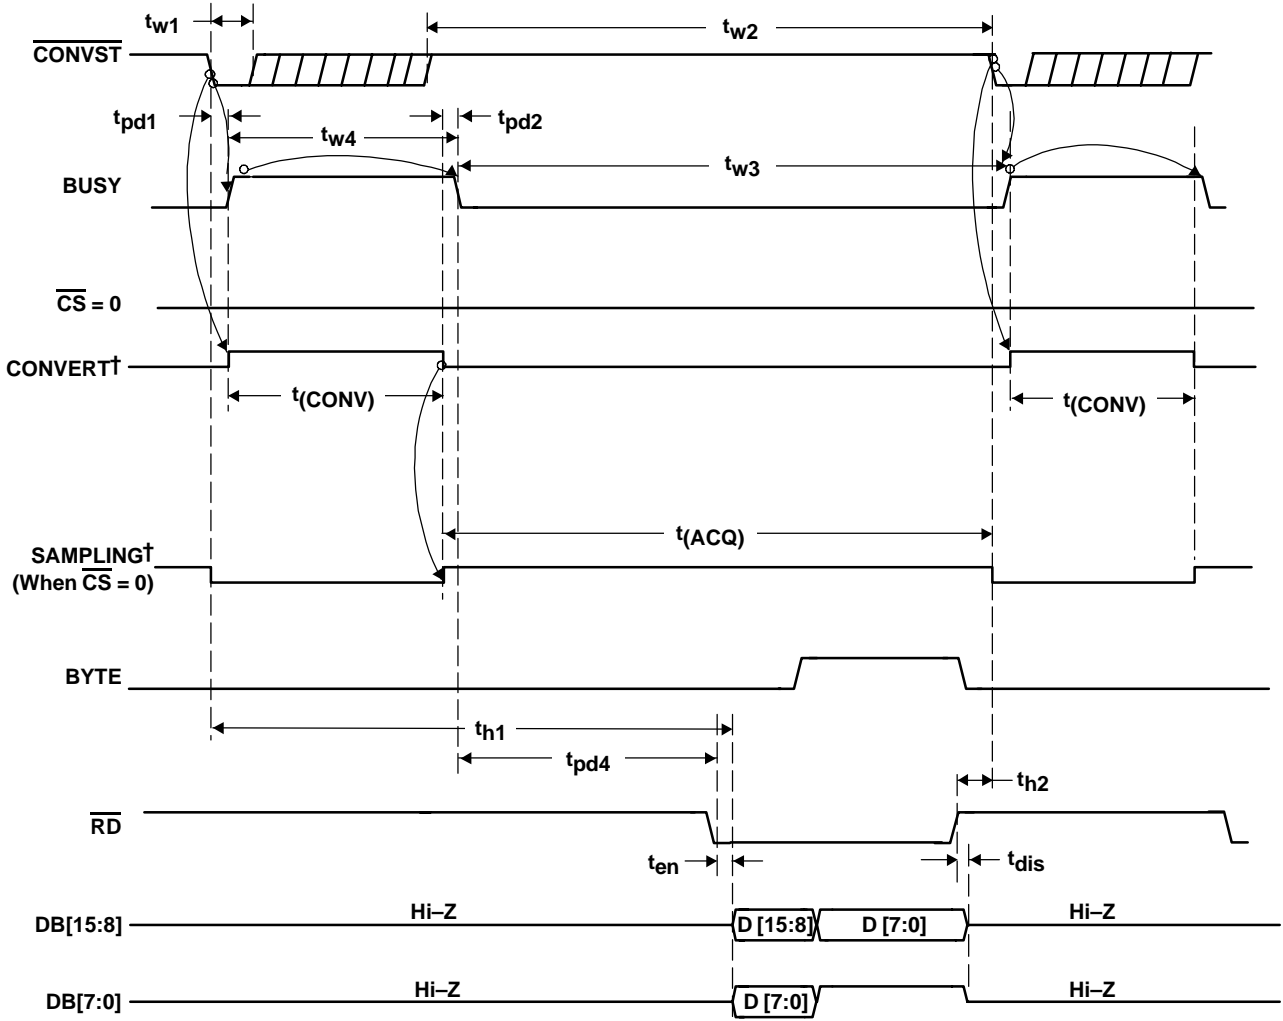 tw1
tw2
CONVST
tpd1
tw4
tpd2
tw3
BUSY
CS = 0
CONVERT†
t(CONV)
t(CONV)
t(ACQ)
SAMPLING†
(When CS = 0)
BYTE
th1
tpd4
th2
RD
ten
tdis
Hi–Z
Hi–Z
DB[15:8]
D [15:8]
D [7:0]
Hi–Z
Hi–Z
DB[7:0]
D [7:0]